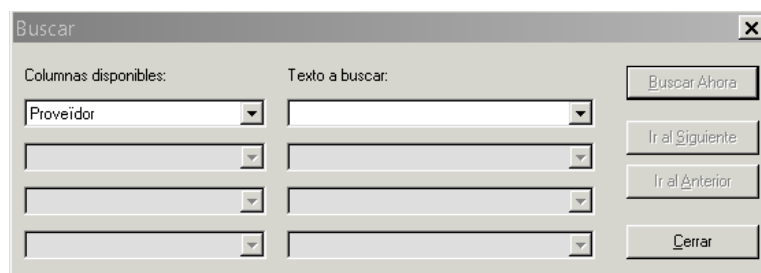 Buscar
Columnas disponibles: Texto a buscar:
Buscar Ahora
Proveïdor
Ir al Siguiente
Ir al Anterior
Cerrar